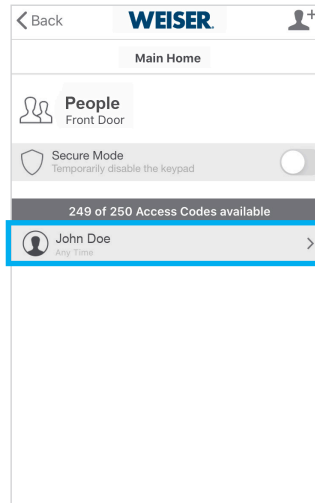 Back
WEISER.
Main Home
People
Front Door
Secure Mode
Temporarily disable the keypad
249 of 250 Access Codes available
John Doe
Any Time